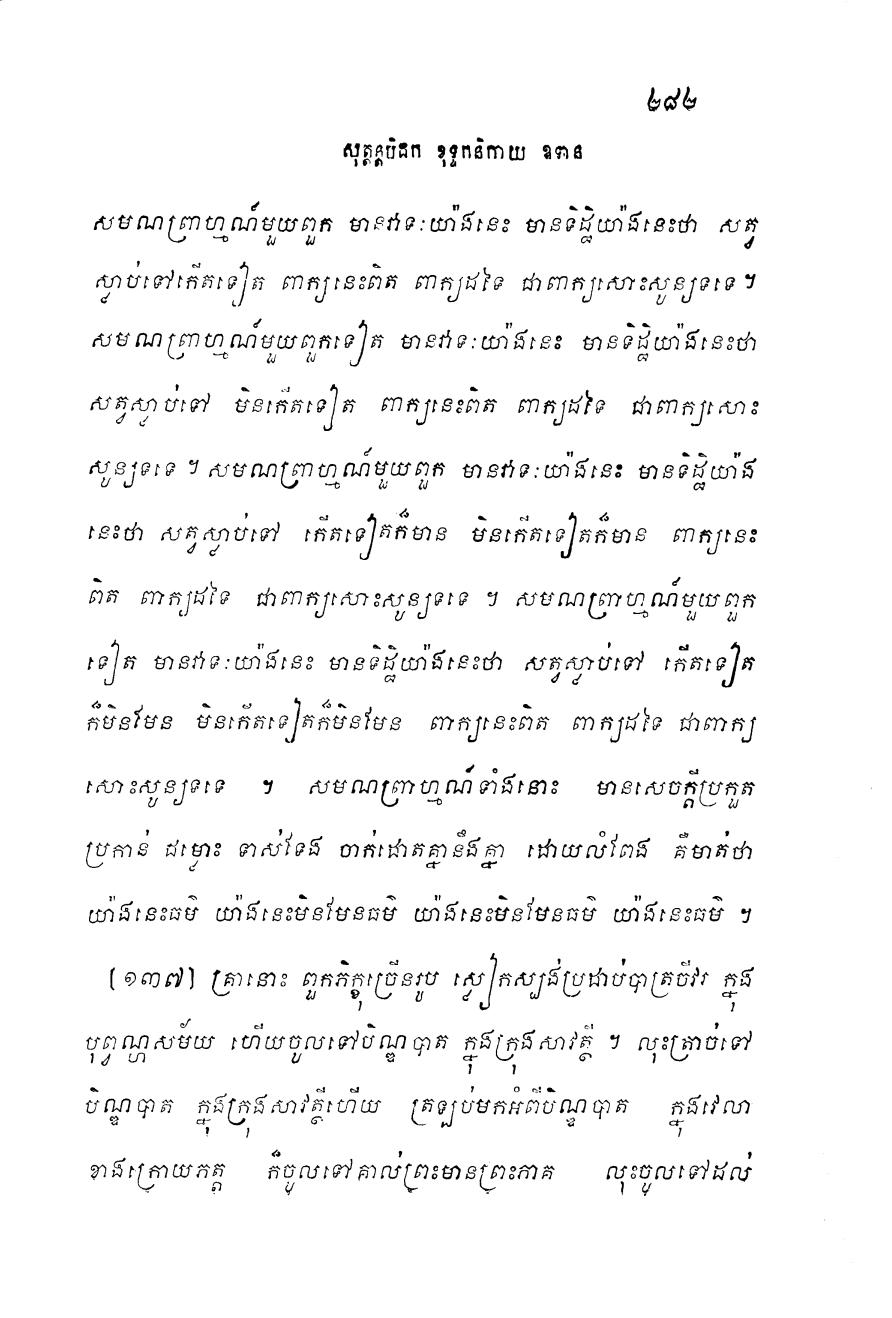 ២៨២
សុត្តន្តបិដក ខុទ្ទកនិកាយ ឧទាន
សមណព្រាហ្មណ៍មួយពួក មានវាទៈយ៉ាងនេះ មានទិដ្ឋិយ៉ាងនេះថា សត្វ
ស្លាប់ទៅកើតទៀត ពាក្យនេះពិត ពាក្យដទៃ ជាពាក្យសោះសូន្យទទេ។
សមណព្រាហ្មណ៍មួយពួកទៀត មានវាទៈយ៉ាងនេះ មានទិដ្ឋិយ៉ាងនេះថា
សត្វស្លាប់ទៅ មិនកើតទៀត ពាក្យនេះពិត ពាក្យដទៃ ជាពាក្យសោះ
សូន្យទទេ ។ សមណព្រាហ្មណ៍មួយពួក មានវាទៈយ៉ាងនេះ មានទិដ្ឋិយ៉ាង
នេះថា សត្វស្លាប់ទៅ កើតទៀតក៏មាន មិនកើតទៀតក៏មាន ពាក្យនេះ
ពិត ពាក្យដទៃ ជាពាក្យសោះសូន្យទទេ ។ សមណព្រាហ្មណ៍មួយពួក
ទៀត មានវាទៈយ៉ាងនេះ មានទិដ្ឋិយ៉ាងនេះថា សត្វស្លាប់ទៅ កើតទៀត
ក៏មិនមែន មិនកើតទៀតក៏មិនមែន ពាក្យនេះពិត ពាក្យដទៃ ជាពាក្យ
សោះសូន្យទទេ ។ សមណព្រាហ្មណ៍ទាំងនោះ មានសេចក្តីប្រកួត
ប្រកាន់ ជម្លោះ ទាស់ទែង ចាក់ដោតគ្នានឹងគ្នា ដោយលំពែង គឺមាត់ថា
យ៉ាងនេះធម៌ យ៉ាងនេះមិនមែនធម៌ យ៉ាងនេះមិនមែនធម៌ យ៉ាងនេះធម៌ ។
[១៣៧] គ្រានោះ ពួកភិក្ខុច្រើនរូប ស្លៀកស្បង់ប្រដាប់បាត្រចីវរ ក្នុង
បុព្វណ្ហសម័យ ហើយចូលទៅបិណ្ឌបាត ក្នុងក្រុងសាវត្ថី ។ លុះត្រាច់ទៅ
បិណ្ឌបាត ក្នុងក្រុងសាវត្ថីហើយ ត្រឡប់មកអំពីបិណ្ឌបាត ក្នុងវេលា
ខាងក្រោយភត្ត ក៏ចូលទៅគាល់ព្រះមានព្រះភាគ លុះចូលទៅដល់